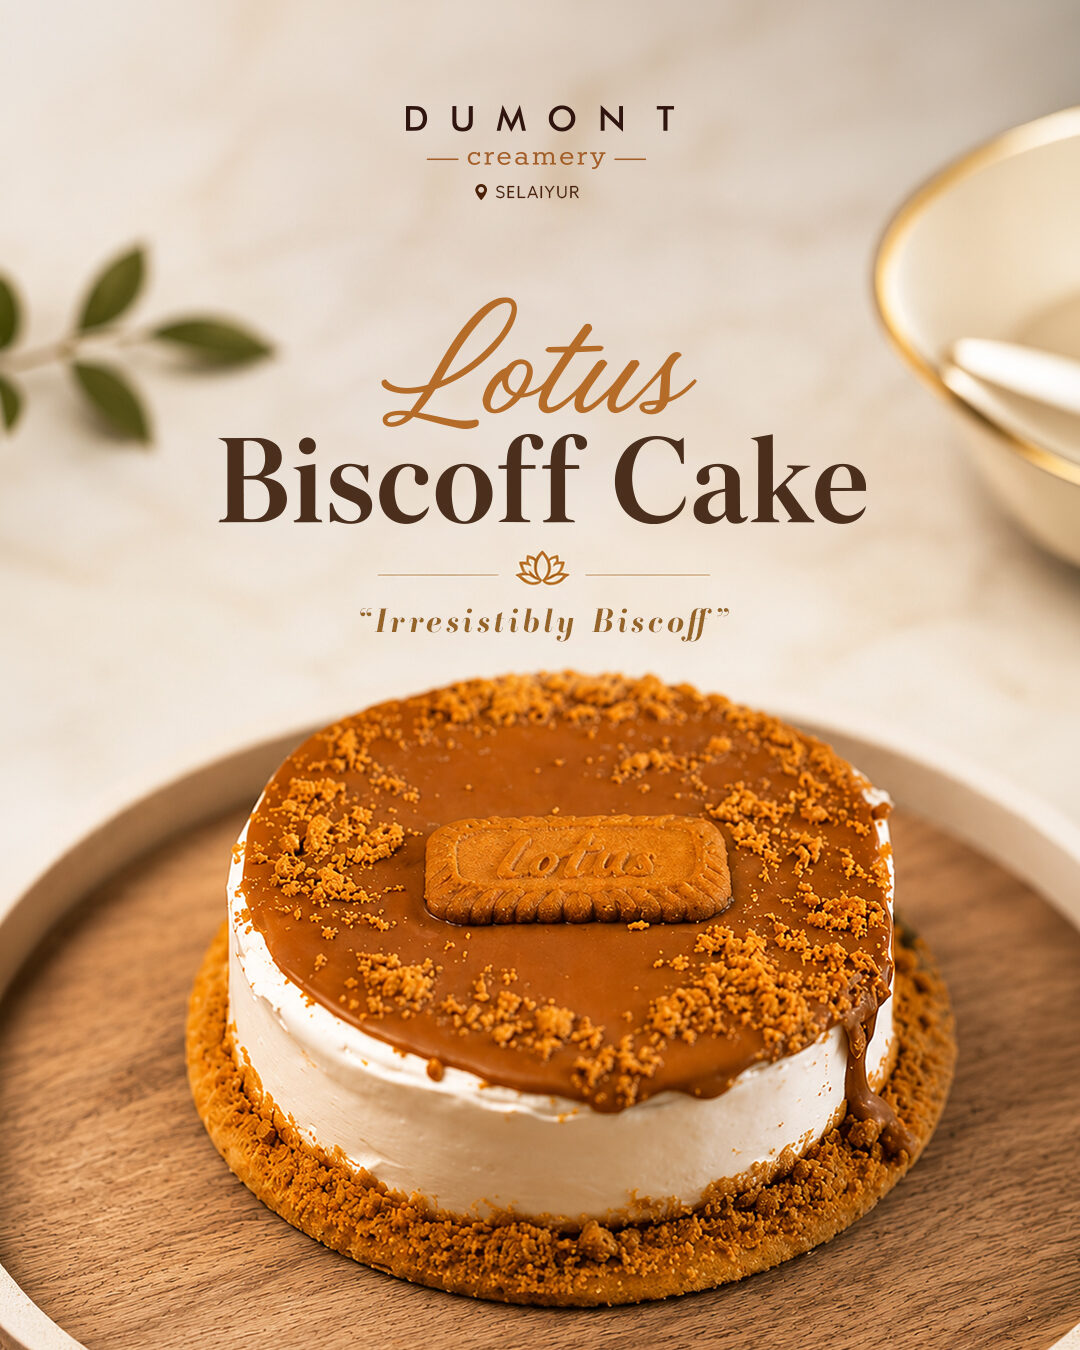 DUMONT
creamery
SELAIYUR
Lotus
Biscoff Cake
“Irresistibly Biscoff”
Lotus